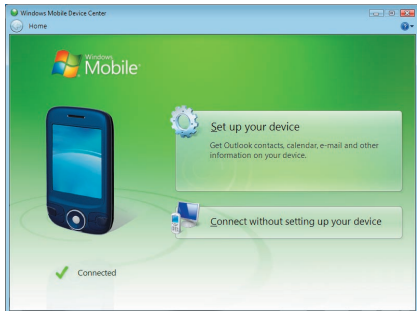 Windows Mobile Device Center
Home
Windows
Mobile
Set up your device
Get Outlook contacts, calendar, e-mail and other
information on your device.
Connect without setting up your device
Connected